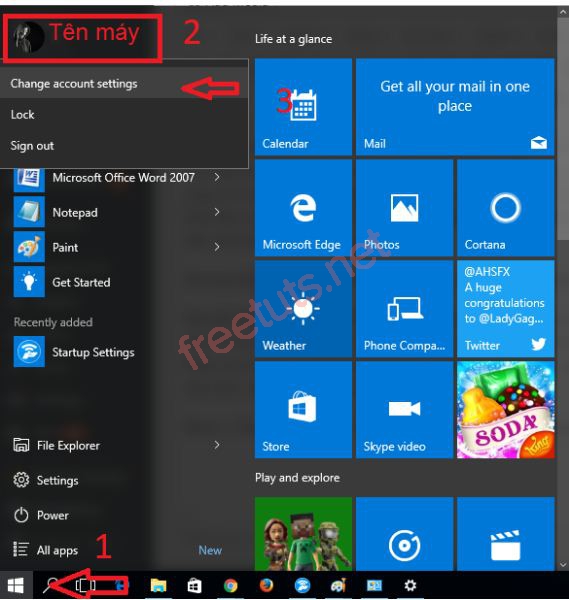 Tên máy
2
Life at a glance
Change account settings
Lock
Sign out
3
Calendar
Get all your mail in one
place
Mail
Microsoft Office Word 2007
Notepad
Paint
Get Started
Microsoft Edge
Photos
Cortana
Recently added
Startup Settings
Weather
Phone Compa...
@AHSFX
A huge
congratulations
to @LadyGag...
Twitter
freetuts.net
Store
Skype video
SODA
King
File Explorer
Settings
Power
All apps
1
New
Play and explore